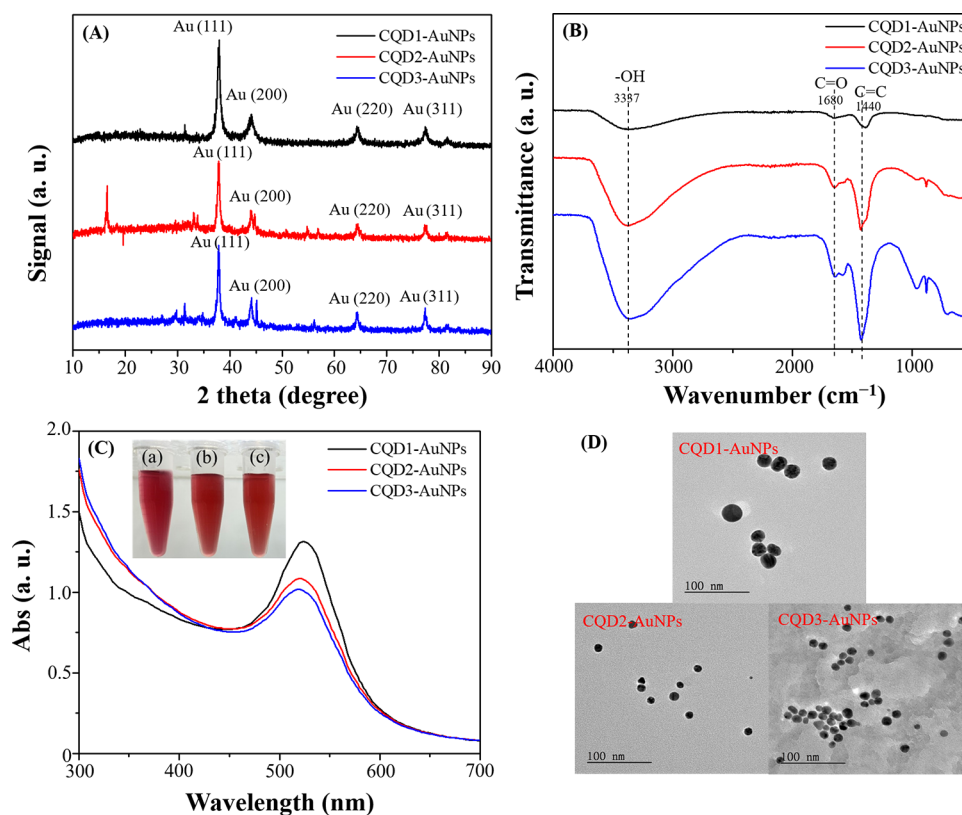 (A)
Au (111)
CQD1-AuNPs
CQD2-AuNPs
CQD3-AuNPs
Au (200)
Au (220)
Au (311)
Au (111)
Au (200)
Au (220)
Au (311)
Au (111)
Au (200)
Au (220)
Au (311)
Signal (a. u.)
10 20 30 40 50 60 70 80 90
2 theta (degree)
(B)
CQD1-AuNPs
CQD2-AuNPs
CQD3-AuNPs
-OH
3387
C=O
1680
C=C
1440
Transmittance (a. u.)
4000 3000 2000 1000
Wavenumber (cm⁻¹)
(C)
(a) (b) (c)
CQD1-AuNPs
CQD2-AuNPs
CQD3-AuNPs
Abs (a. u.)
2.0
1.5
1.0
0.5
0
300 400 500 600 700
Wavelength (nm)
(D)
CQD1-AuNPs
100 nm
CQD2-AuNPs
100 nm
CQD3-AuNPs
100 nm